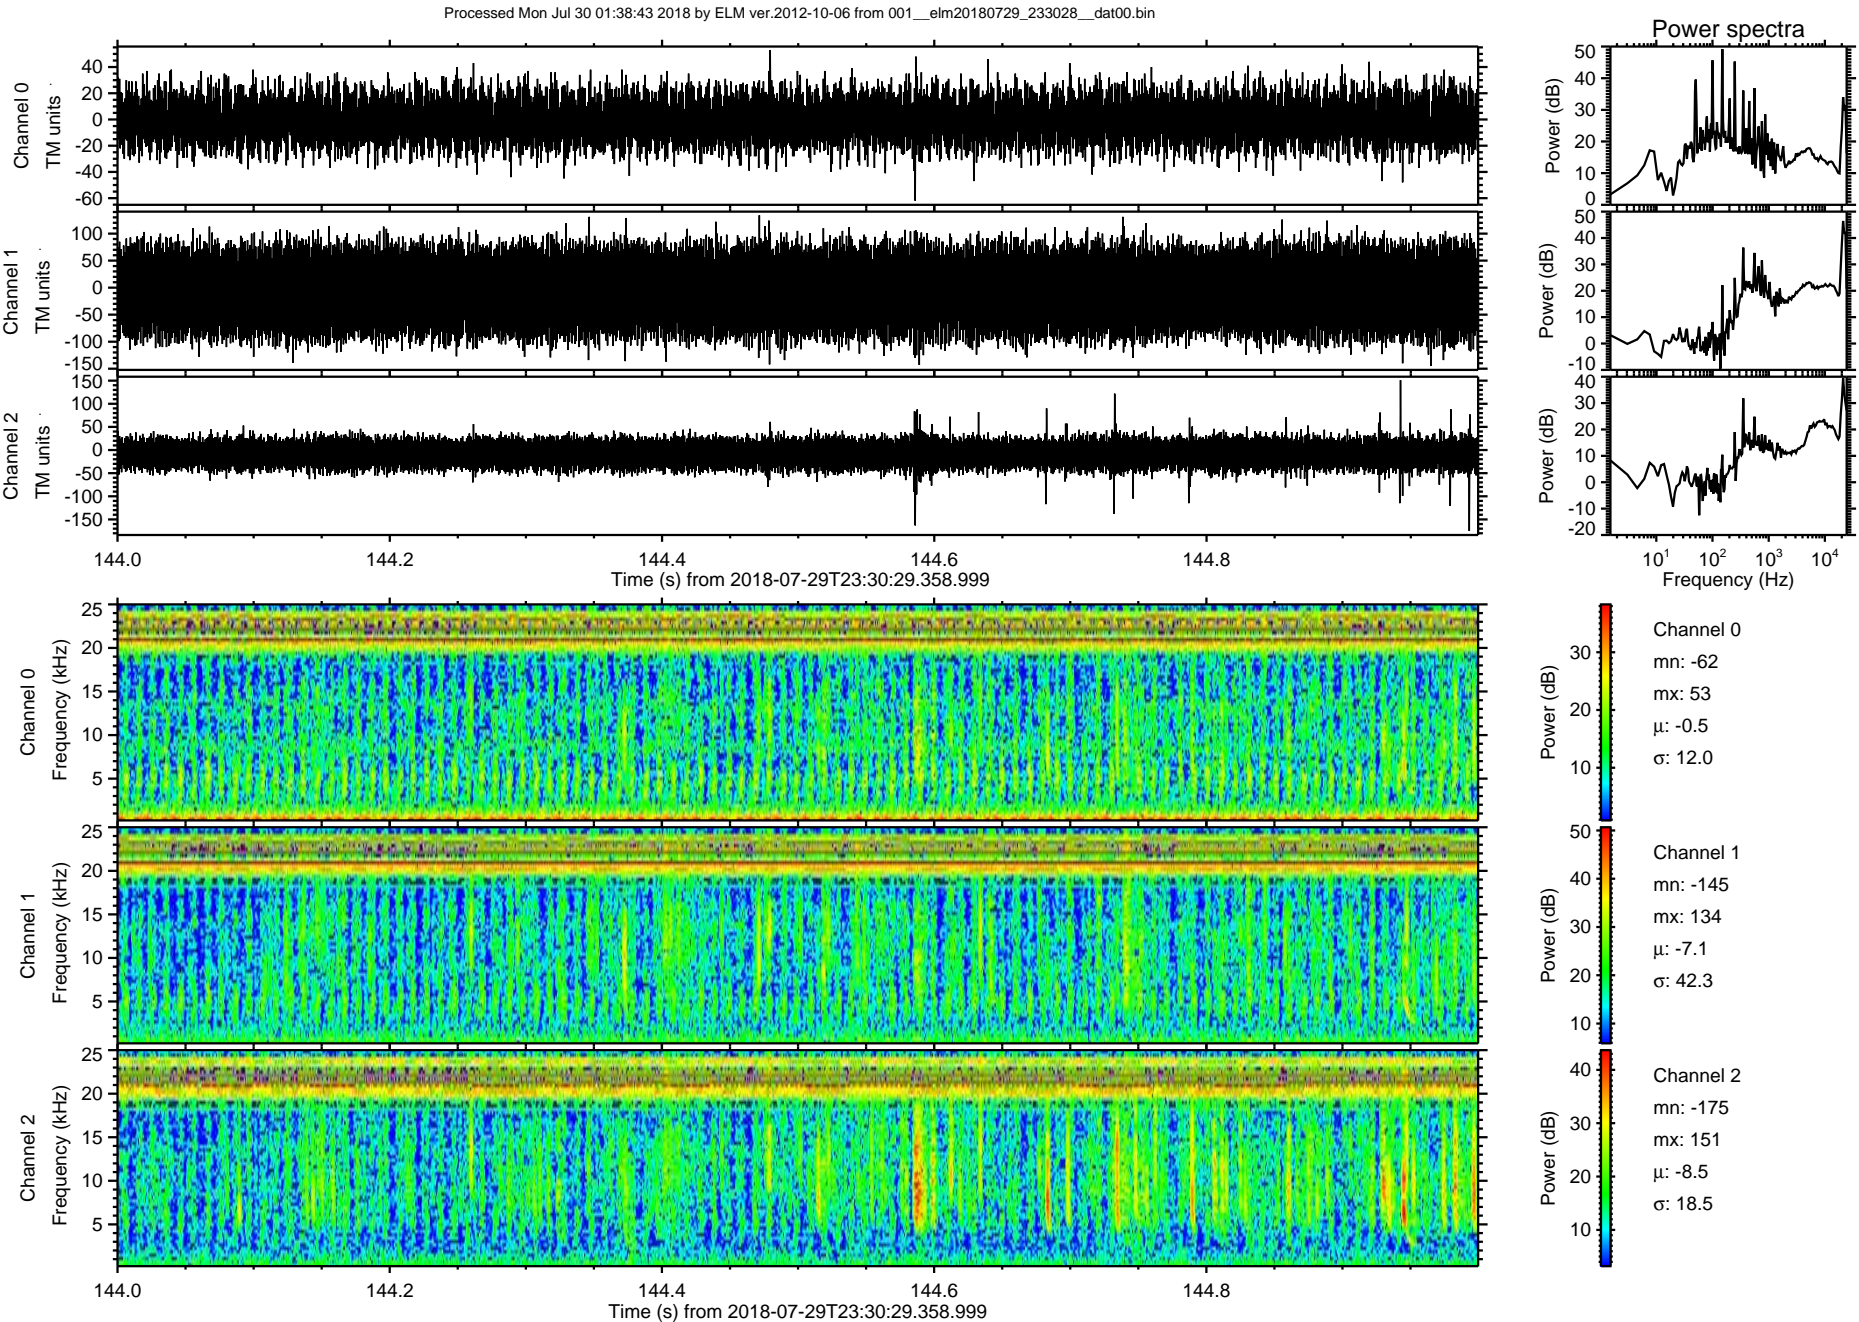 Processed Mon Jul 30 01:38:43 2018 by ELM ver.2012-10-06 from 001__elm20180729_233028__dat00.bin
Power spectra
Channel 0
TM units
40
20
0
-20
-40
-60
Power (dB)
50
40
30
20
10
0
Channel 1
TM units
100
50
0
-50
-100
-150
Power (dB)
50
40
30
20
10
0
-10
Channel 2
TM units
150
100
50
0
-50
-100
-150
Power (dB)
40
30
20
10
0
-10
-20
144.0 144.2 144.4 144.6 144.8
Time (s) from 2018-07-29T23:30:29.358.999
10¹ 10² 10³ 10⁴
Frequency (Hz)
Channel 0
Frequency (kHz)
25
20
15
10
5
Power (dB)
30
20
10
Channel 0
mn: -62
mx: 53
μ: -0.5
σ: 12.0
Channel 1
Frequency (kHz)
25
20
15
10
5
Power (dB)
50
40
30
20
10
Channel 1
mn: -145
mx: 134
μ: -7.1
σ: 42.3
Channel 2
Frequency (kHz)
25
20
15
10
5
Power (dB)
40
30
20
10
Channel 2
mn: -175
mx: 151
μ: -8.5
σ: 18.5
144.0 144.2 144.4 144.6 144.8
Time (s) from 2018-07-29T23:30:29.358.999